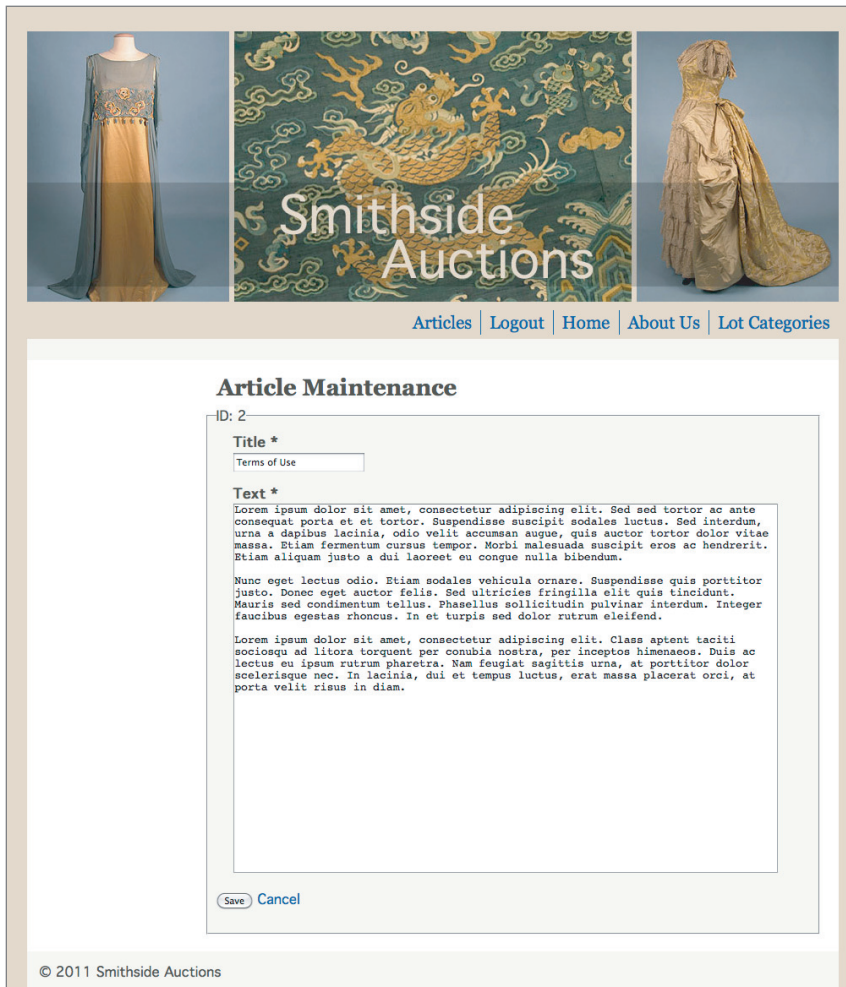 Smithside
Auctions
Articles | Logout | Home | About Us | Lot Categories
Article Maintenance
ID: 2
Title *
Terms of Use
Text *
Lorem ipsum dolor sit amet, consectetur adipiscing elit. Sed sed tortor ac ante
consequat porta et et tortor. Suspendisse suscipit sodales luctus. Sed interdum,
urna a dapibus lacinia, odio velit accumsan augue, quis auctor tortor dolor vitae
massa. Etiam fermentum cursus tempor. Morbi malesuada suscipit eros ac hendrerit.
Etiam aliquam justo a dui laoreet eu congue nulla bibendum.
Nunc eget lectus odio. Etiam sodales vehicula ornare. Suspendisse quis porttitor
justo. Donec eget auctor felis. Sed ultricies fringilla elit quis tincidunt.
Mauris sed condimentum tellus. Phasellus sollicitudin pulvinar interdum. Integer
faucibus egestas rhoncus. In et turpis sed dolor rutrum eleifend.
Lorem ipsum dolor sit amet, consectetur adipiscing elit. Class aptent taciti
sociosqu ad litora torquent per conubia nostra, per inceptos himenaeos. Duis ac
lectus eu ipsum rutrum pharetra. Nam feugiat sagittis urna, at porttitor dolor
scelerisque nec. In lacinia, dui et tempus luctus, erat massa placerat orci, at
porta velit risus in diam.
Save Cancel
© 2011 Smithside Auctions